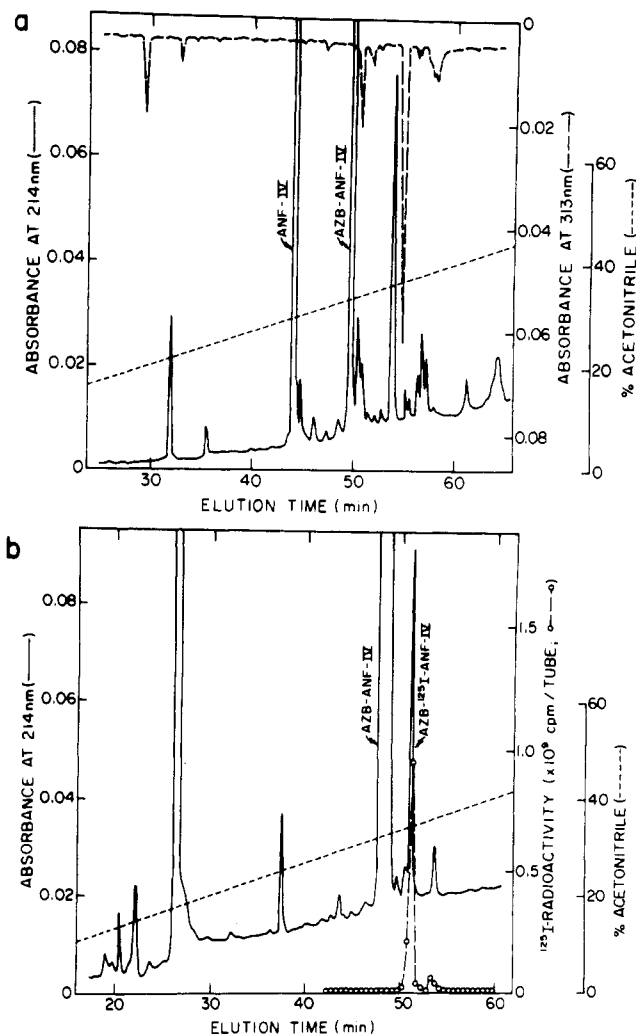 a
0.08
0.06
0.04
0.02
0
ABSORBANCE AT 214nm (——)
ANF-IV
AZB-ANF-IV
0
0.02
0.04
0.06
0.08
ABSORBANCE AT 313nm (— — —)
60
40
20
0
% ACETONITRILE (-----)
30
40
50
60
ELUTION TIME (min)
b
0.08
0.06
0.04
0.02
0
ABSORBANCE AT 214nm (——)
AZB-ANF-IV
AZB-¹²⁵I-ANF-IV
1.5
1.0
0.5
0
¹²⁵I-RADIOACTIVITY (×10⁹ cpm/TUBE; o—-—o)
60
40
20
0
% ACETONITRILE (-----)
20
30
40
50
60
ELUTION TIME (min)